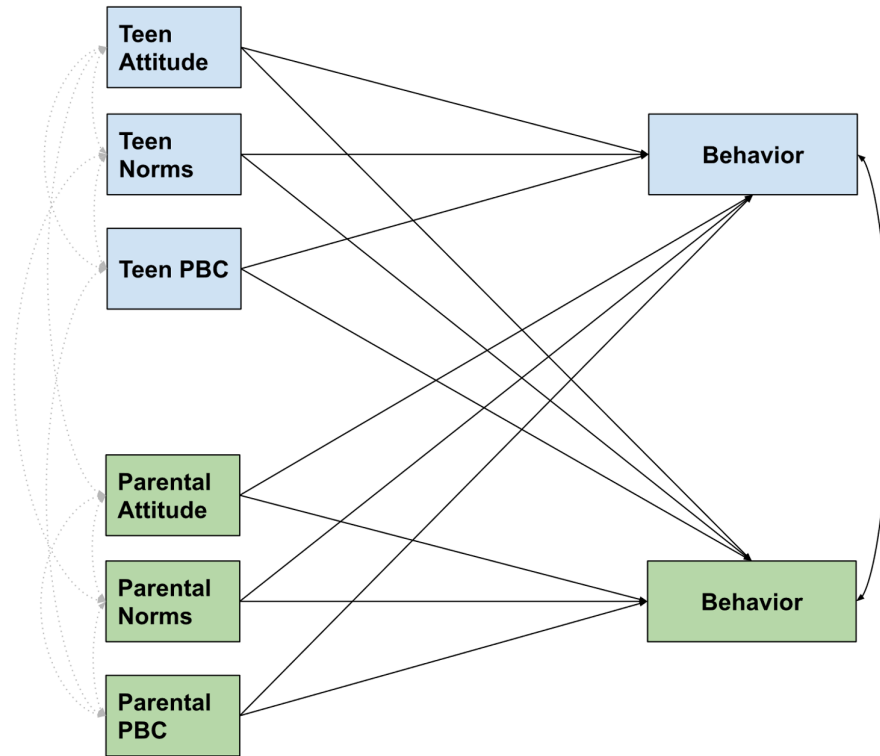 Teen
Attitude
Teen
Norms
Behavior
Teen PBC
Parental
Attitude
Parental
Norms
Behavior
Parental
PBC